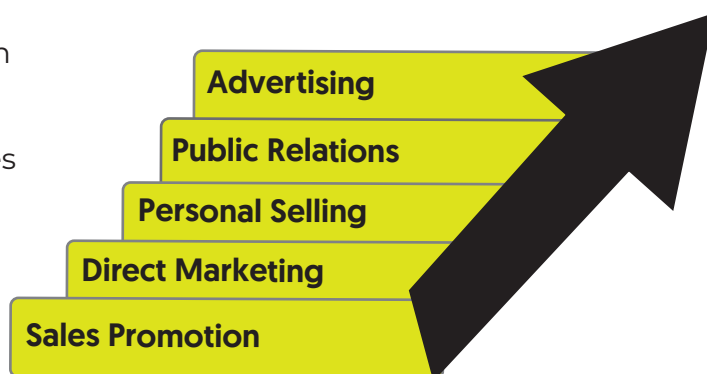 Advertising
Public Relations
Personal Selling
Direct Marketing
Sales Promotion